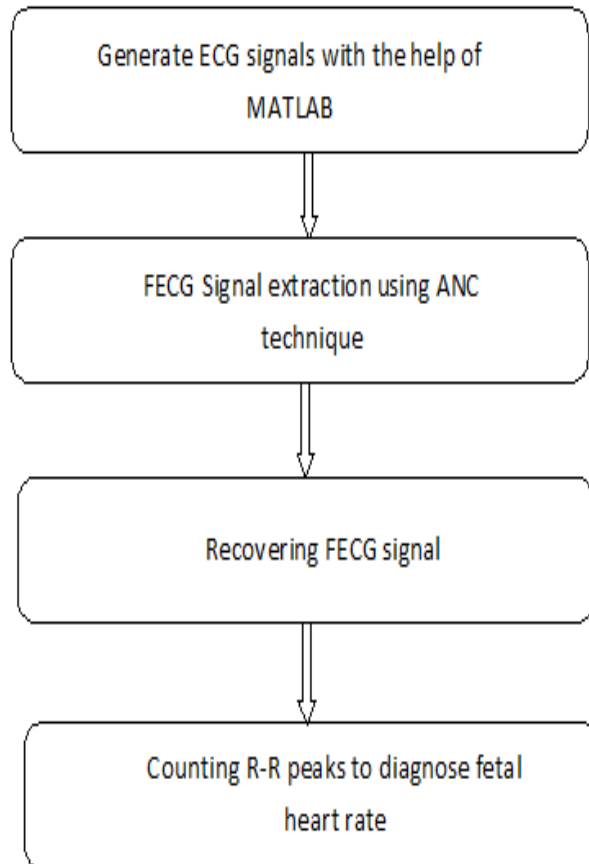 Generate ECG signals with the help of
MATLAB
FECG Signal extraction using ANC
technique
Recovering FECG signal
Counting R-R peaks to diagnose fetal
heart rate